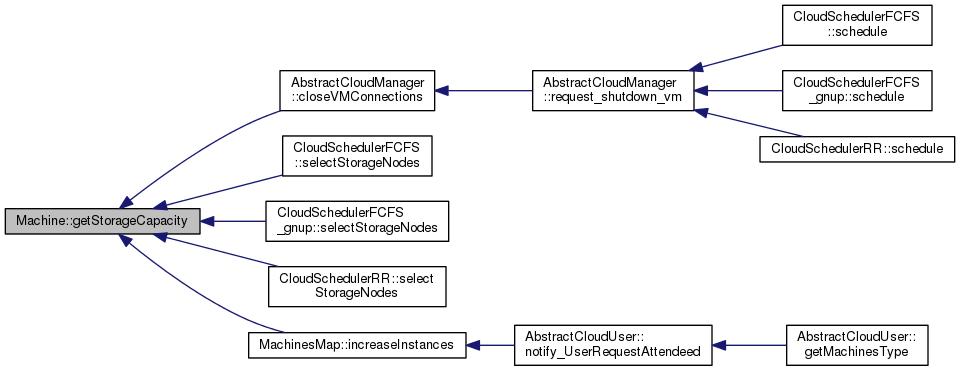 CloudSchedulerFCFS
::schedule
AbstractCloudManager
::closeVMConnections
AbstractCloudManager
::request_shutdown_vm
CloudSchedulerFCFS
_gnup::schedule
CloudSchedulerRR::schedule
CloudSchedulerFCFS
::selectStorageNodes
Machine::getStorageCapacity
CloudSchedulerFCFS
_gnup::selectStorageNodes
CloudSchedulerRR::select
StorageNodes
MachinesMap::increaseInstances
AbstractCloudUser::
notify_UserRequestAttendeed
AbstractCloudUser::
getMachinesType